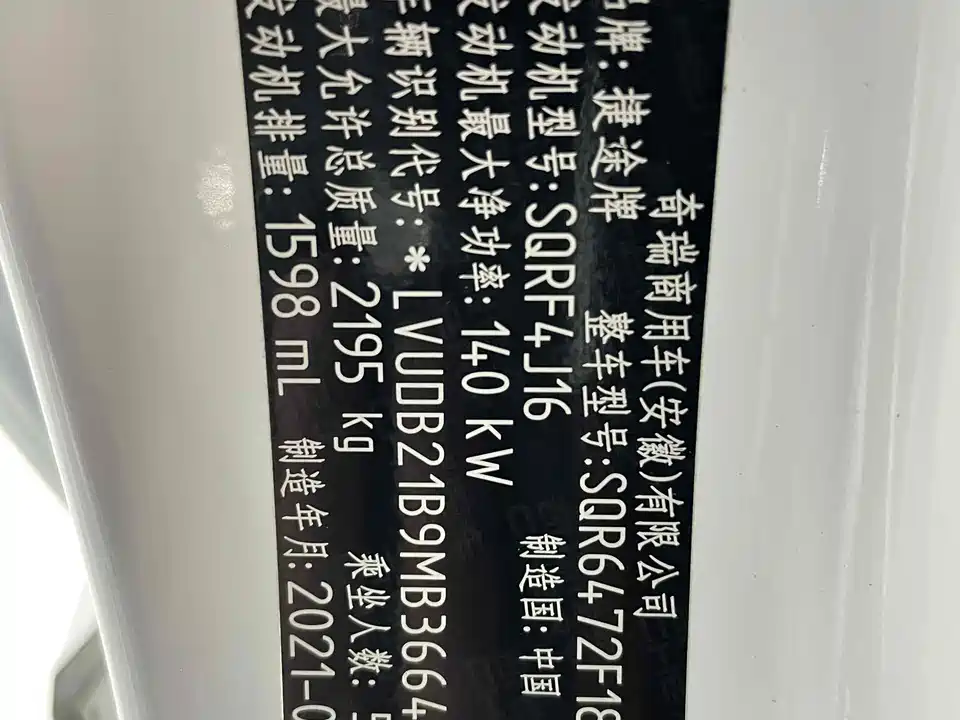 奇瑞商用车(安徽)有限公司
品牌: 捷途牌 整车型号:SQR6472F18
发动机型号:SQRF4J16 制造国:中国
发动机最大净功率:140 kW
车辆识别代号:*LVUDB21B9MB3664
最大允许总质量:2195 kg 乘坐人数:5
发动机排量:1598 mL 制造年月:2021-0